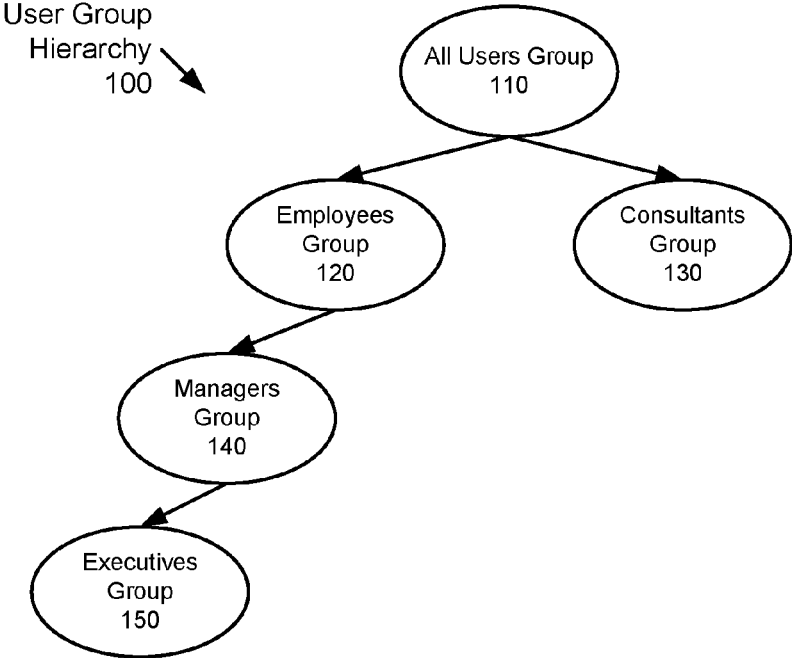 User Group
Hierarchy
100
All Users Group
110
Employees
Group
120
Consultants
Group
130
Managers
Group
140
Executives
Group
150